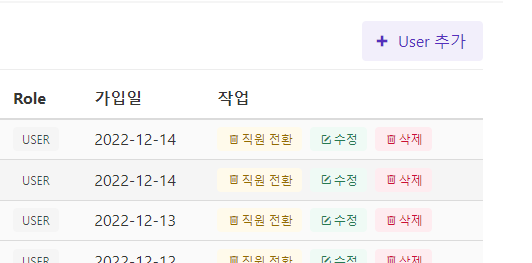 + User 추가
Role 가입일 작업
USER 2022-12-14 직원 전환 수정 삭제
USER 2022-12-14 직원 전환 수정 삭제
USER 2022-12-13 직원 전환 수정 삭제
USER 2022-12-12 직원 전환 수정 삭제